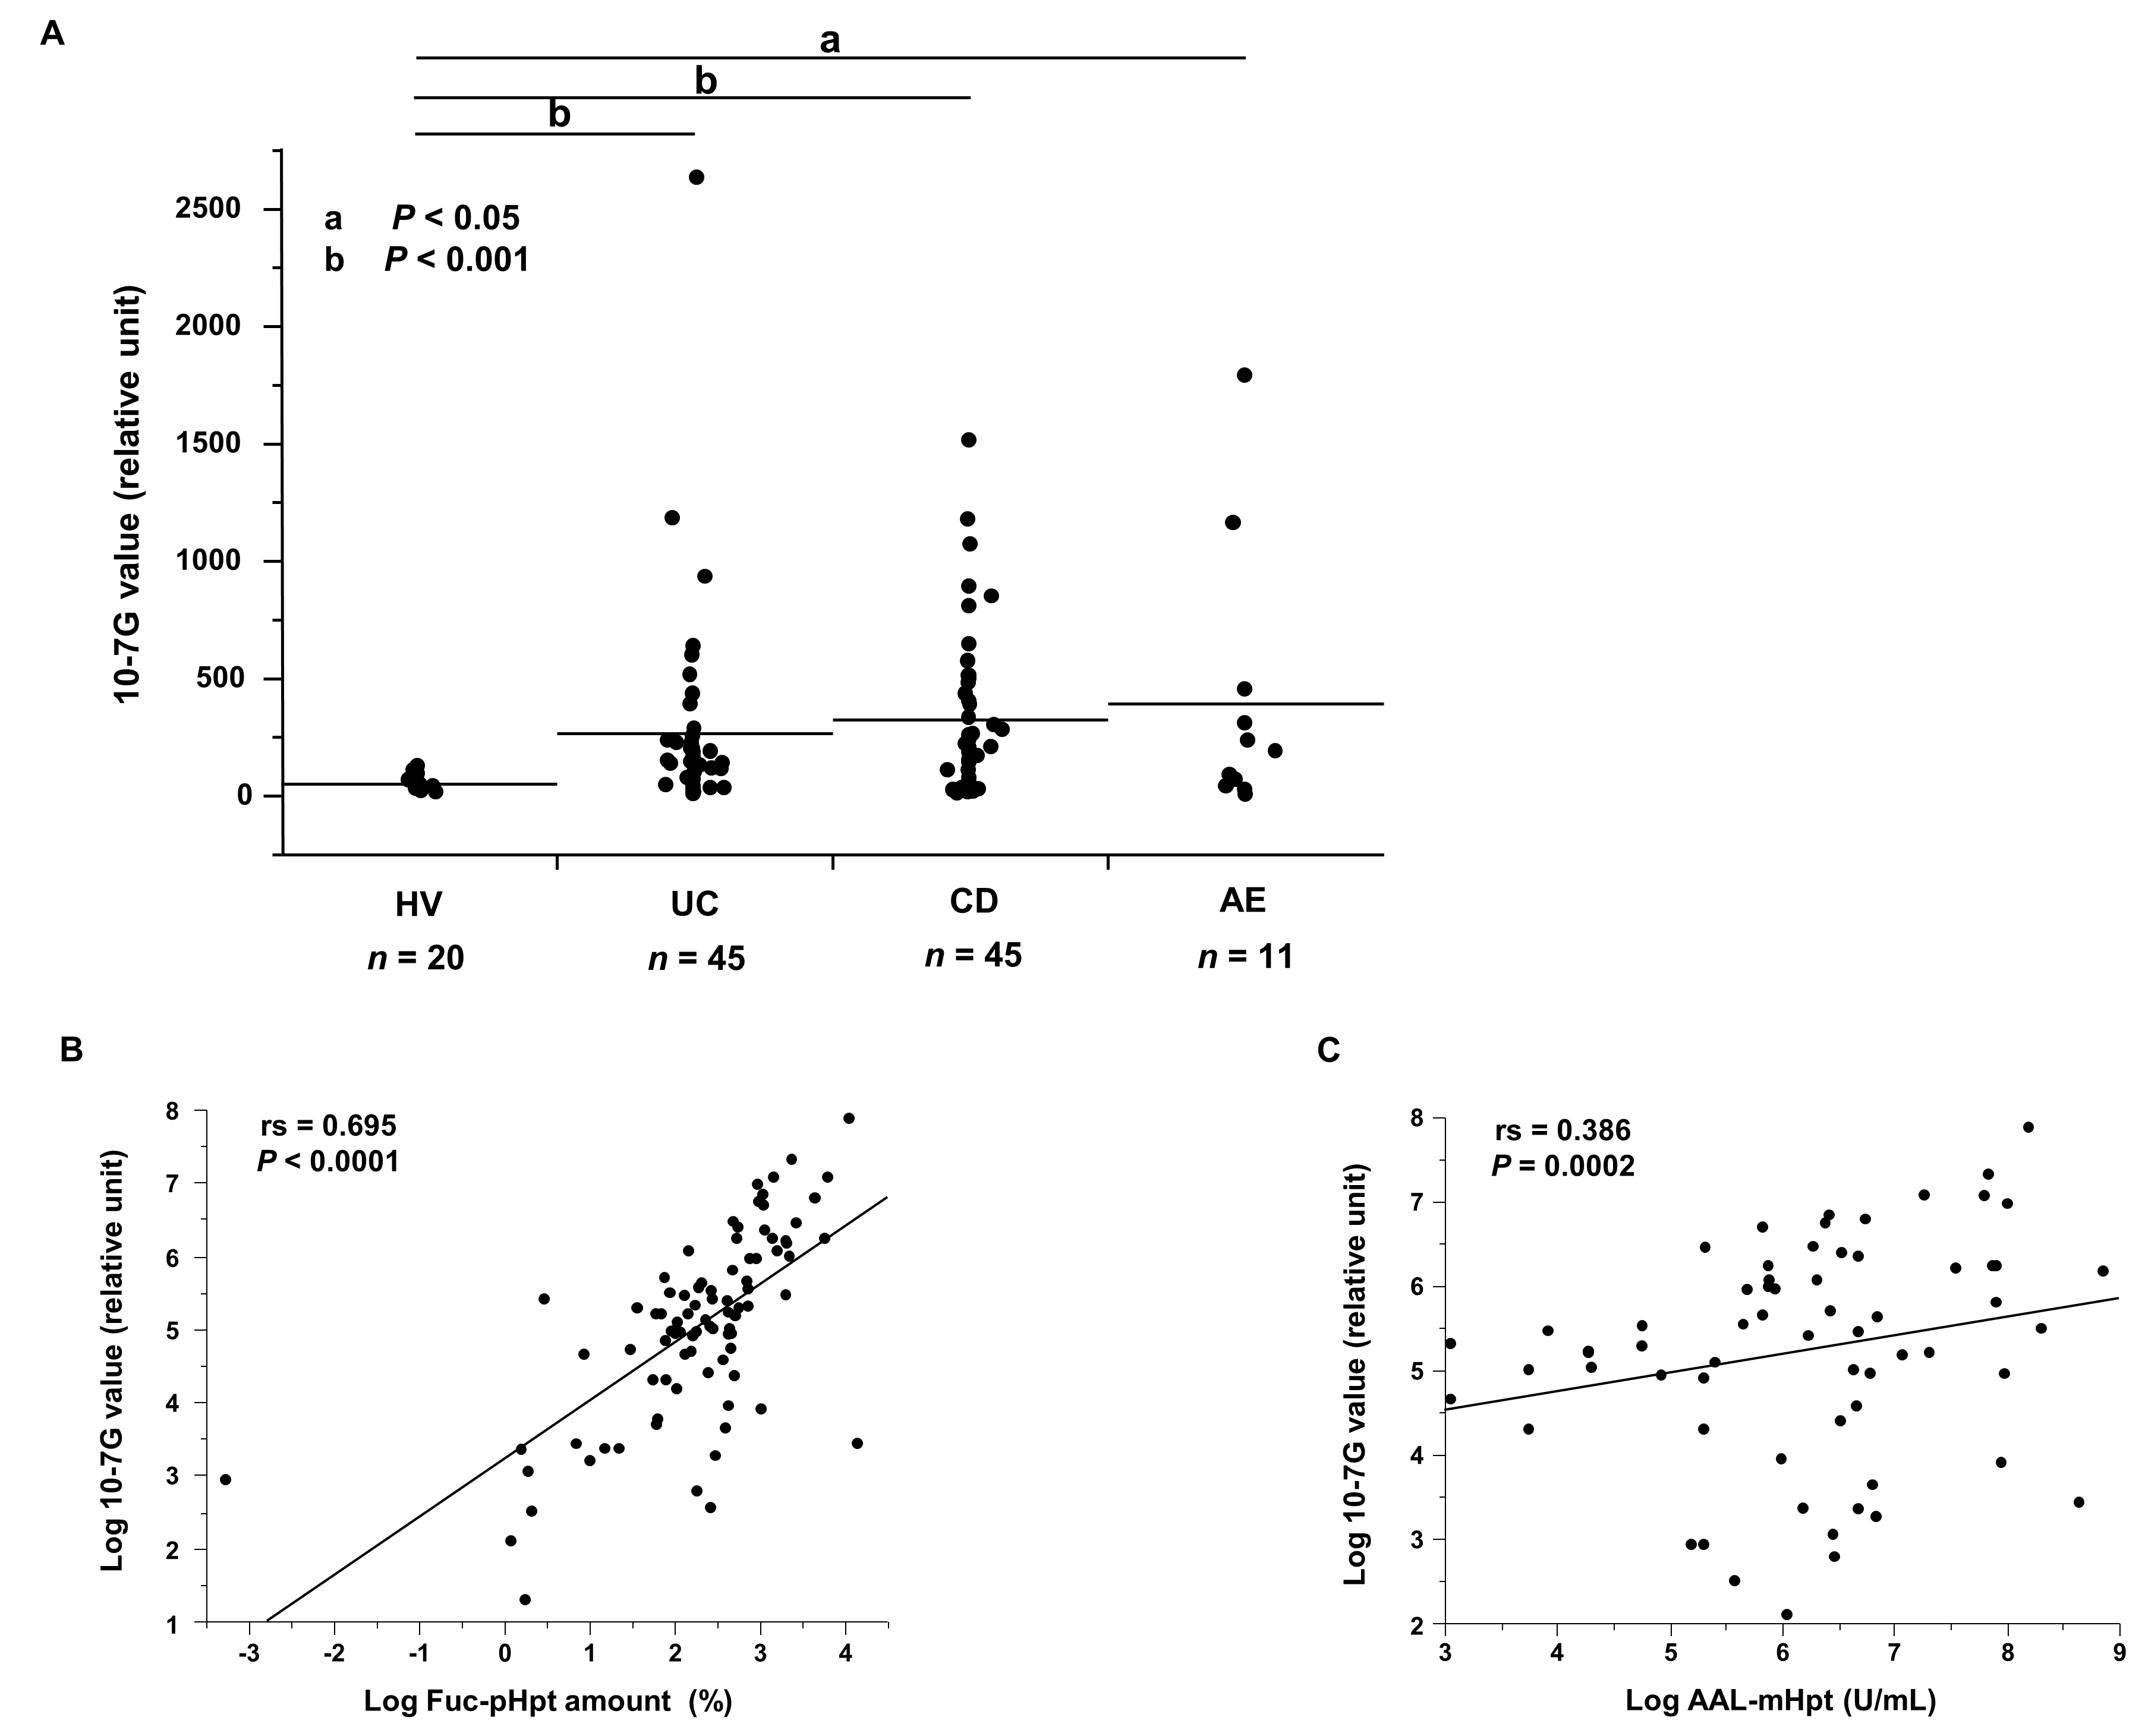 A
a
b
b
2500
2000
1500
1000
500
0
10-7G value (relative unit)
a P < 0.05
b P < 0.001
HV UC CD AE
n = 20 n = 45 n = 45 n = 11
B
rs = 0.695
P < 0.0001
8
7
6
5
4
3
2
1
Log 10-7G value (relative unit)
-3 -2 -1 0 1 2 3 4
Log Fuc-pHpt amount (%)
C
rs = 0.386
P = 0.0002
8
7
6
5
4
3
2
Log 10-7G value (relative unit)
3 4 5 6 7 8 9
Log AAL-mHpt (U/mL)